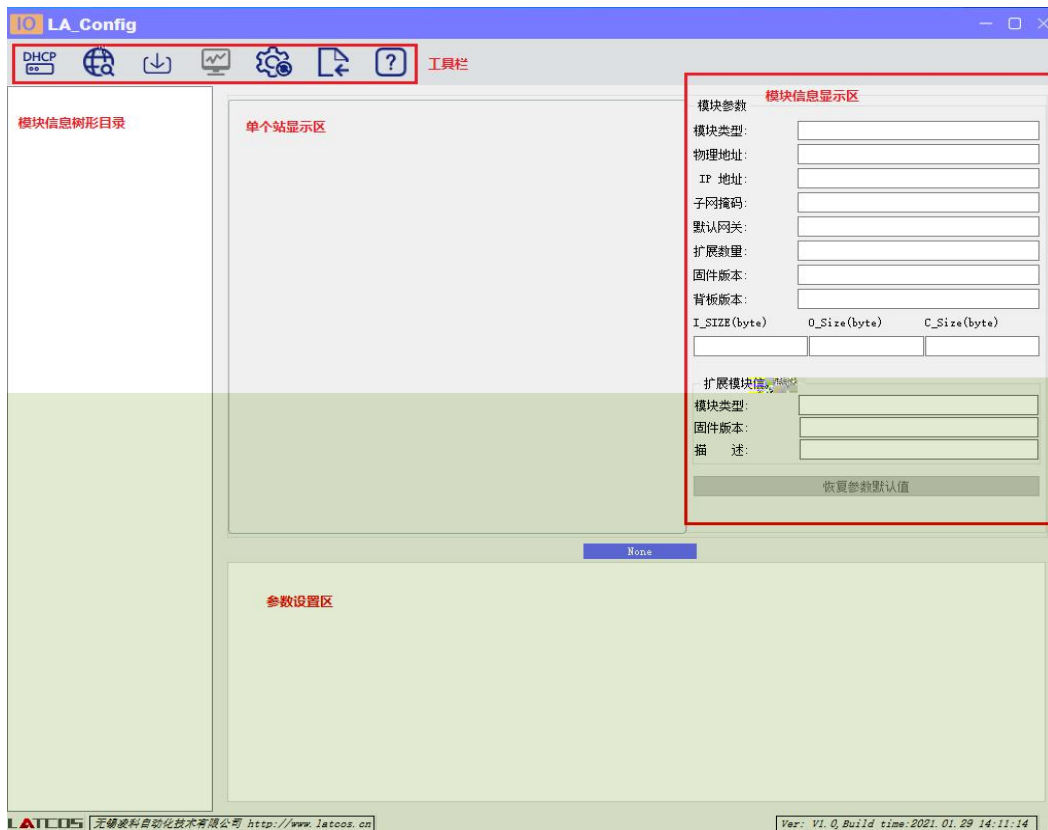 IO LA_Config
DHCP
? 工具栏
模块信息树形目录
单个站显示区
模块信息显示区
模块参数
模块类型:
物理地址:
IP 地址:
子网掩码:
默认网关:
扩展数量:
固件版本:
背板版本:
I_SIZE(byte) O_Size(byte) C_Size(byte)
扩展模块信息
模块类型:
固件版本:
描 述:
恢复参数默认值
None
参数设置区
LATCOS 无锡凌科自动化技术有限公司 http://www.latcos.cn
Ver: V1.0,Build time:2021.01.29 14:11:14